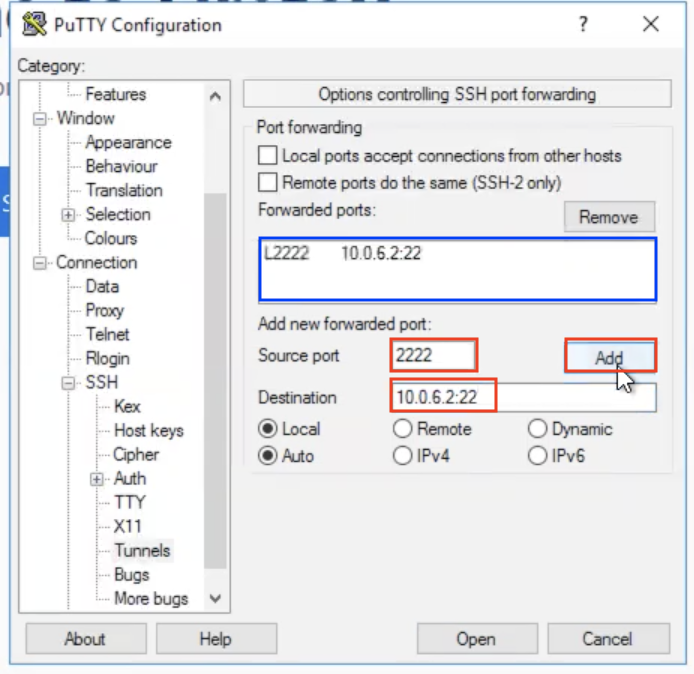 PuTTY Configuration
?
Category:
Features
Window
Appearance
Behaviour
Translation
Selection
Colours
Connection
Data
Proxy
Telnet
Rlogin
SSH
Kex
Host keys
Cipher
Auth
TTY
X11
Tunnels
Bugs
More bugs
Options controlling SSH port forwarding
Port forwarding
Local ports accept connections from other hosts
Remote ports do the same (SSH-2 only)
Forwarded ports:
Remove
L2222 10.0.6.2:22
Add new forwarded port:
Source port 2222 Add
Destination 10.0.6.2:22
Local Remote Dynamic
Auto IPv4 IPv6
About Help Open Cancel